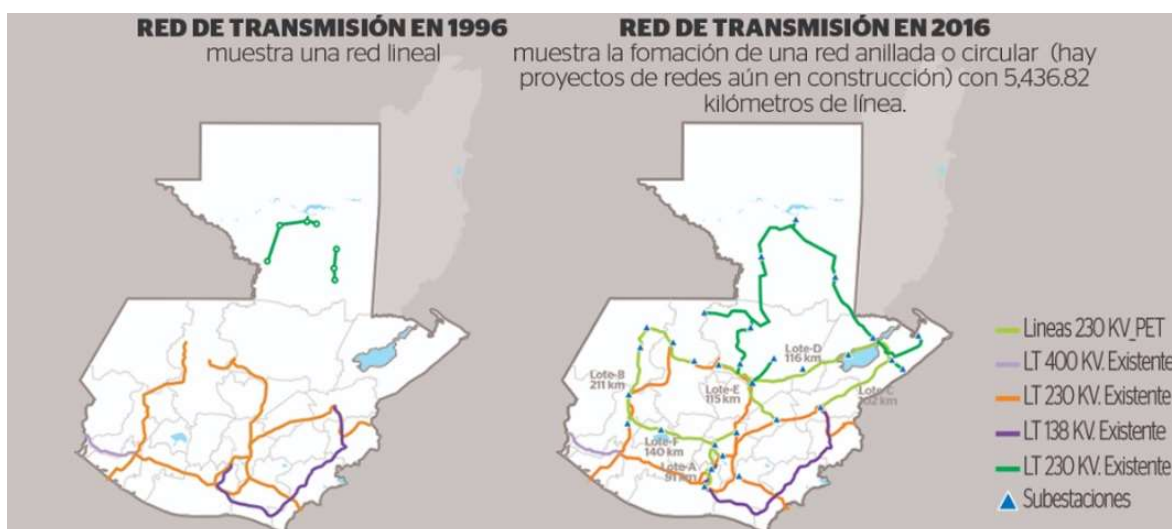 RED DE TRANSMISIÓN EN 1996
muestra una red lineal
RED DE TRANSMISIÓN EN 2016
muestra la fomación de una red anillada o circular (hay
proyectos de redes aún en construcción) con 5,436.82
kilómetros de línea.
Lote-D
116 km
Lote-B
211 km
Lote-E
115 km
Lote-C
Lote-F
140 km
Lote-A
Lineas 230 KV_PET
LT 400 KV. Existente
LT 230 KV. Existente
LT 138 KV. Existente
LT 230 KV. Existente
Subestaciones